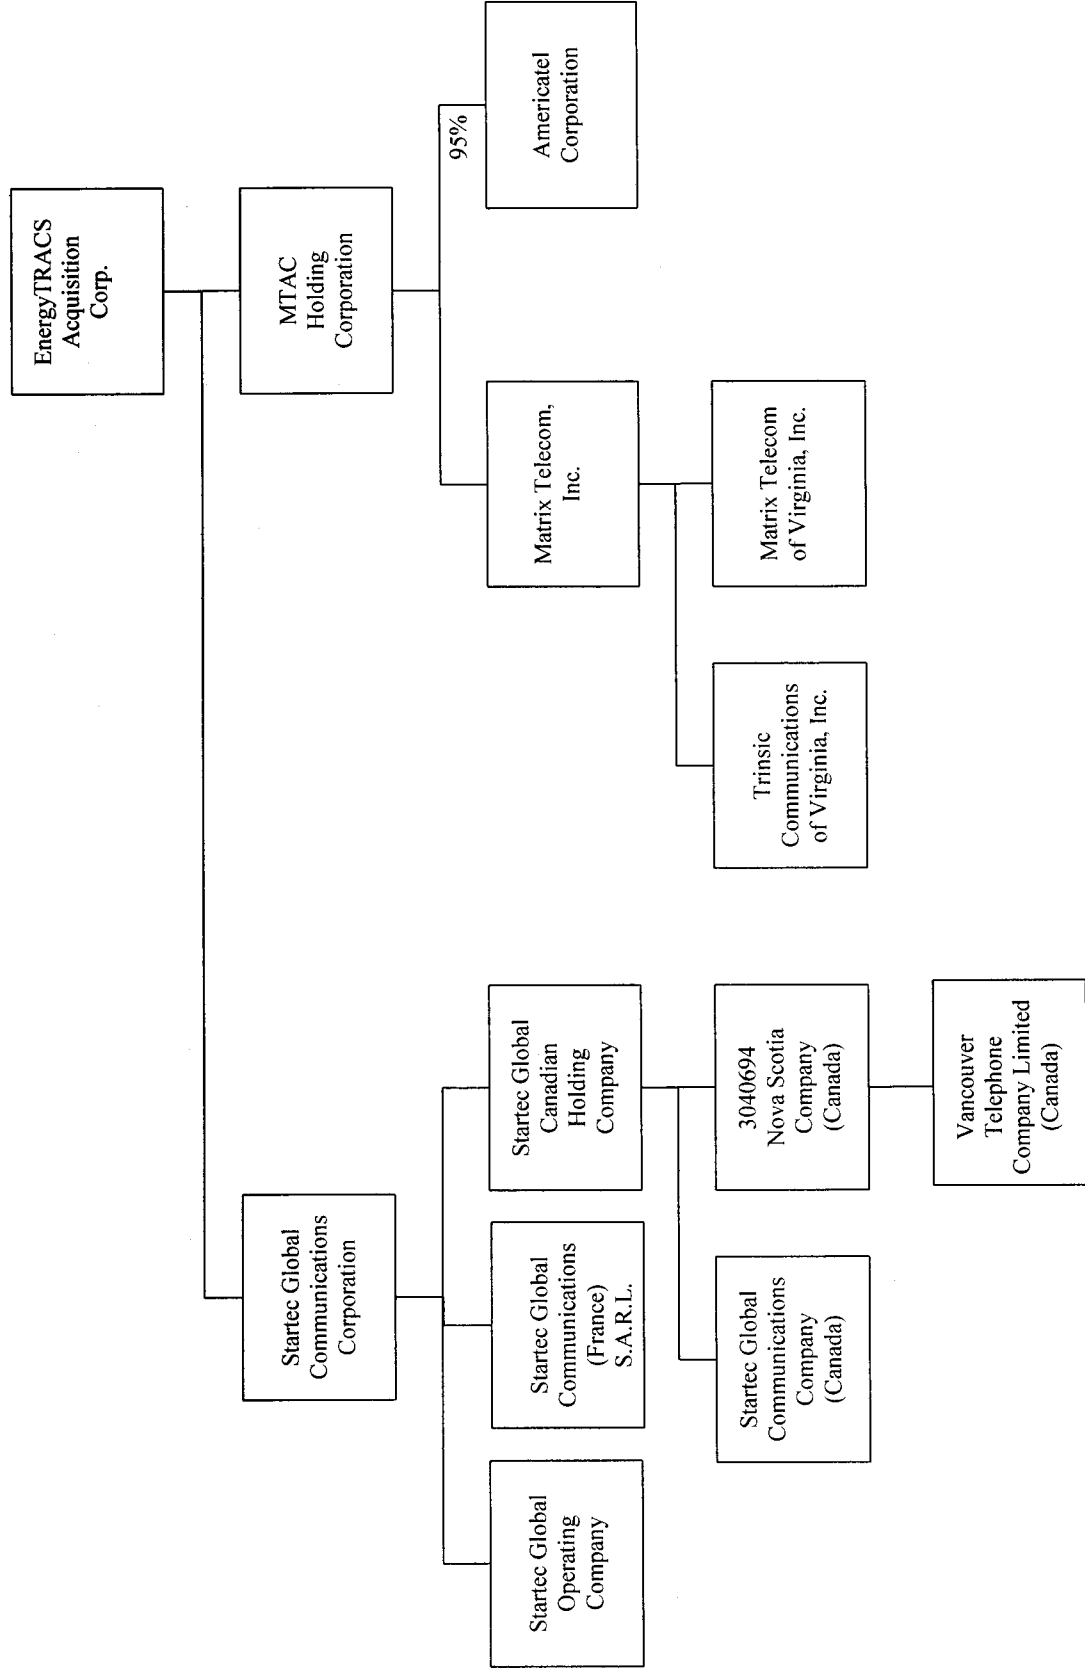 EnergyTRACS
Acquisition
Corp.
Startec Global
Communications
Corporation
MTAC
Holding
Corporation
95%
Startec Global
Operating
Company
Startec Global
Communications
(France)
S.A.R.L.
Startec Global
Canadian
Holding
Company
Matrix Telecom,
Inc.
Americatel
Corporation
Startec Global
Communications
Company
(Canada)
3040694
Nova Scotia
Company
(Canada)
Trinsic
Communications
of Virginia, Inc.
Matrix Telecom
of Virginia, Inc.
Vancouver
Telephone
Company Limited
(Canada)